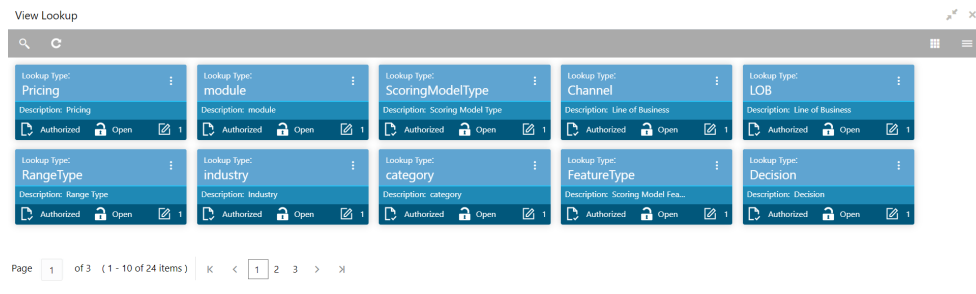 View Lookup
Lookup Type: Lookup Type: Lookup Type: Lookup Type: Lookup Type:
Pricing module ScoringModelType Channel LOB
Description: Pricing Description: module Description: Scoring Model Type Description: Line of Business Description: Line of Business
Authorized Open 1 Authorized Open 1 Authorized Open 1 Authorized Open 1 Authorized Open 1
Lookup Type: Lookup Type: Lookup Type: Lookup Type: Lookup Type:
RangeType industry category FeatureType Decision
Description: Range Type Description: Industry Description: category Description: Scoring Model Fea... Description: Decision
Authorized Open 1 Authorized Open 1 Authorized Open 1 Authorized Open 1 Authorized Open 1
Page 1 of 3 ( 1 - 10 of 24 items ) 1 2 3